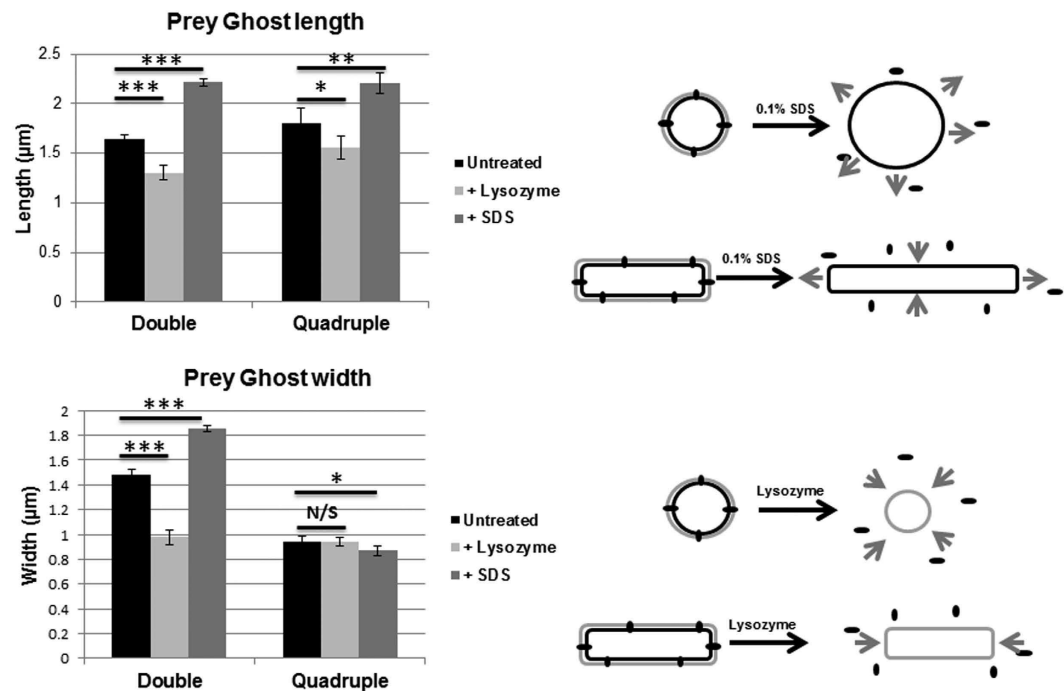 Prey Ghost length
Length (µm)
2.5
2
1.5
1
0.5
0
***
***
**
*
Double
Quadruple
Untreated
+ Lysozyme
+ SDS
0.1% SDS
0.1% SDS
Prey Ghost width
Width (µm)
2
1.8
1.6
1.4
1.2
1
0.8
0.6
0.4
0.2
0
***
***
*
N/S
Double
Quadruple
Untreated
+ Lysozyme
+ SDS
Lysozyme
Lysozyme